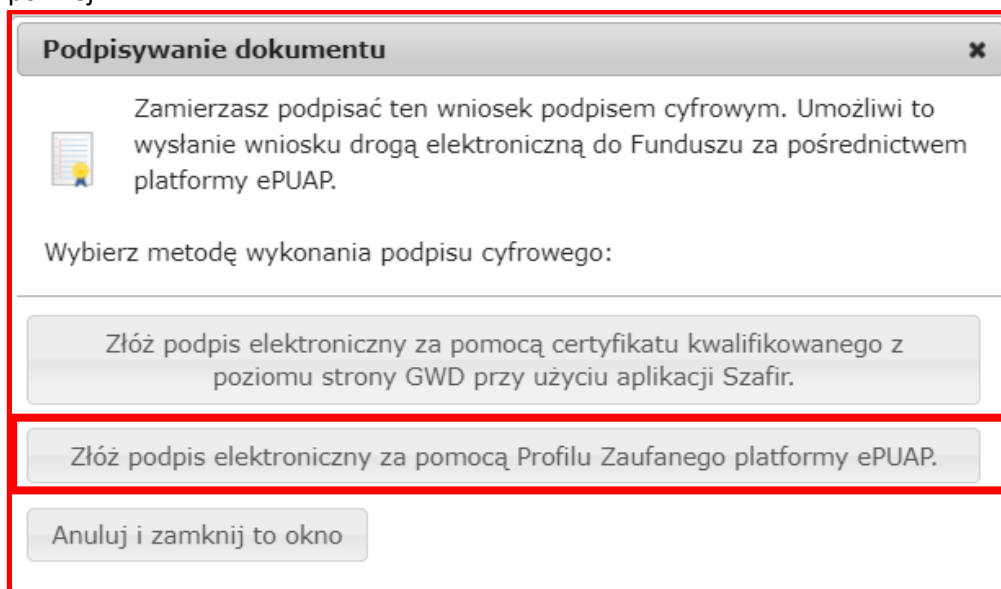 Podpisywanie dokumentu
Zamierzasz podpisać ten wniosek podpisem cyfrowym. Umożliwi to
wysłanie wniosku drogą elektroniczną do Funduszu za pośrednictwem
platformy ePUAP.
Wybierz metodę wykonania podpisu cyfrowego:
Złóż podpis elektroniczny za pomocą certyfikatu kwalifikowanego z
poziomu strony GWD przy użyciu aplikacji Szafir.
Złóż podpis elektroniczny za pomocą Profilu Zaufanego platformy ePUAP.
Anuluj i zamknij to okno